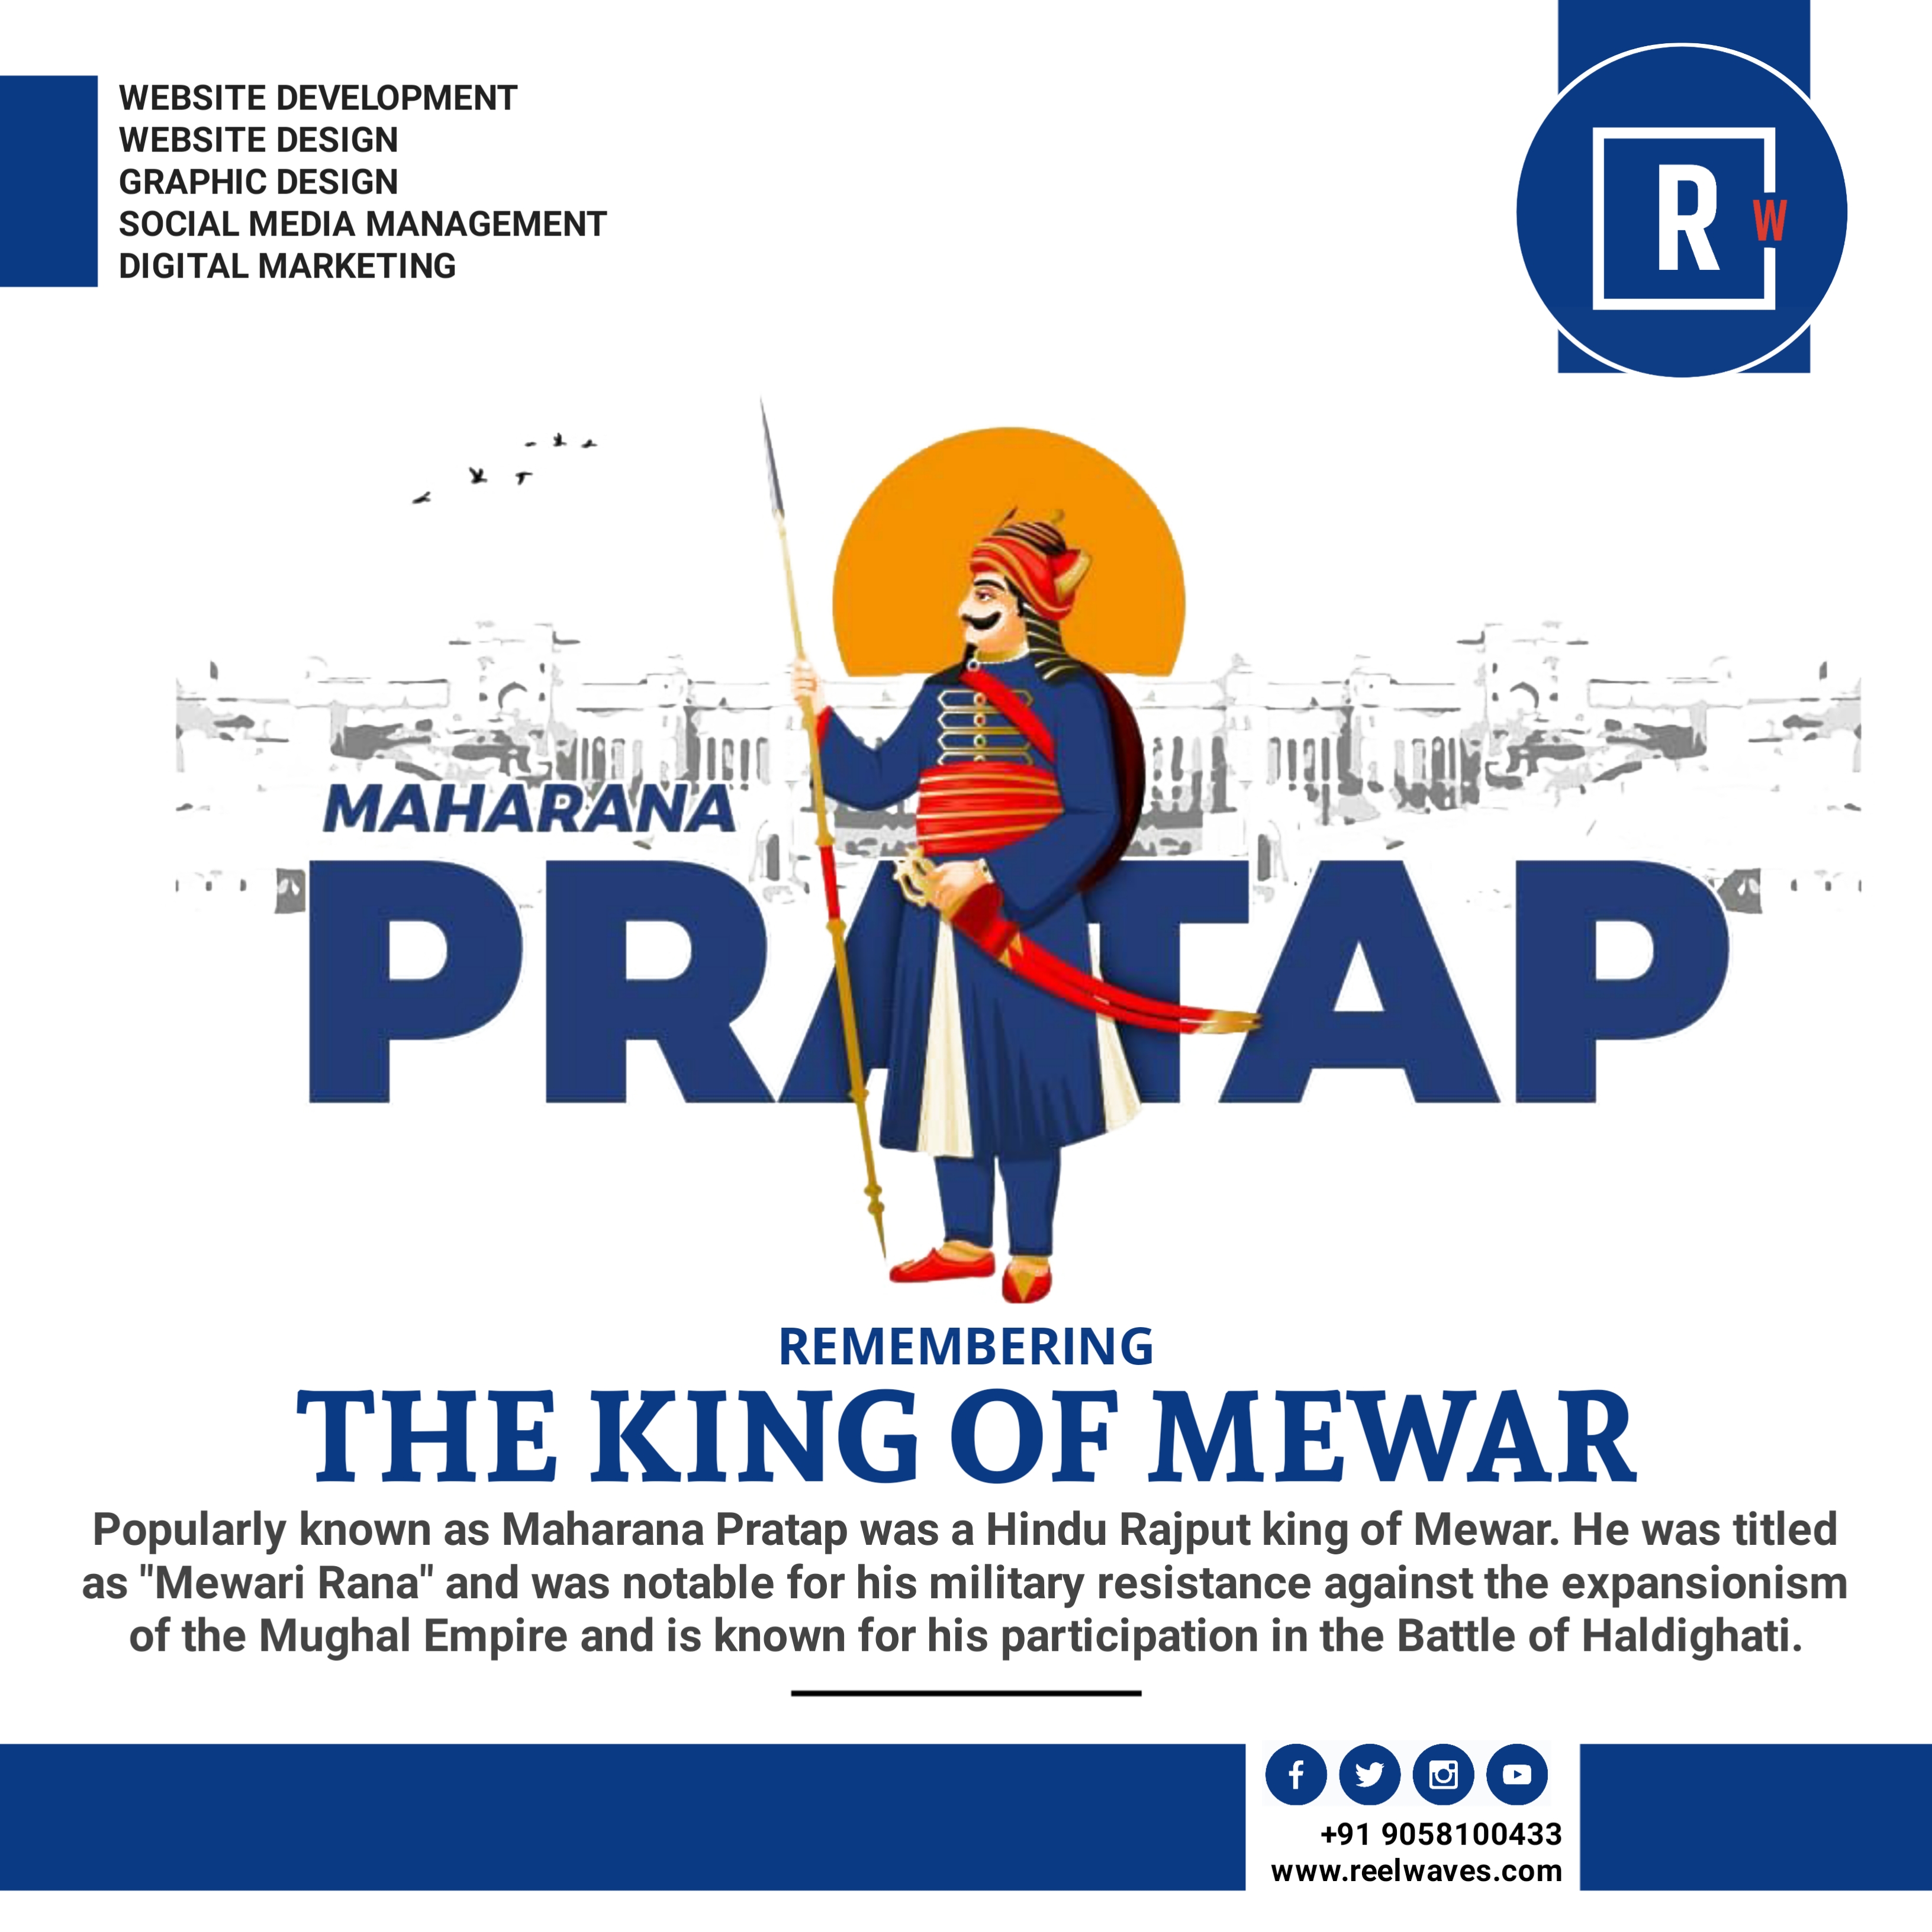 WEBSITE DEVELOPMENT
WEBSITE DESIGN
GRAPHIC DESIGN
SOCIAL MEDIA MANAGEMENT
DIGITAL MARKETING
R
W
MAHARANA
PRATAP
REMEMBERING
THE KING OF MEWAR
Popularly known as Maharana Pratap was a Hindu Rajput king of Mewar. He was titled
as "Mewari Rana" and was notable for his military resistance against the expansionism
of the Mughal Empire and is known for his participation in the Battle of Haldighati.
+91 9058100433
www.reelwaves.com